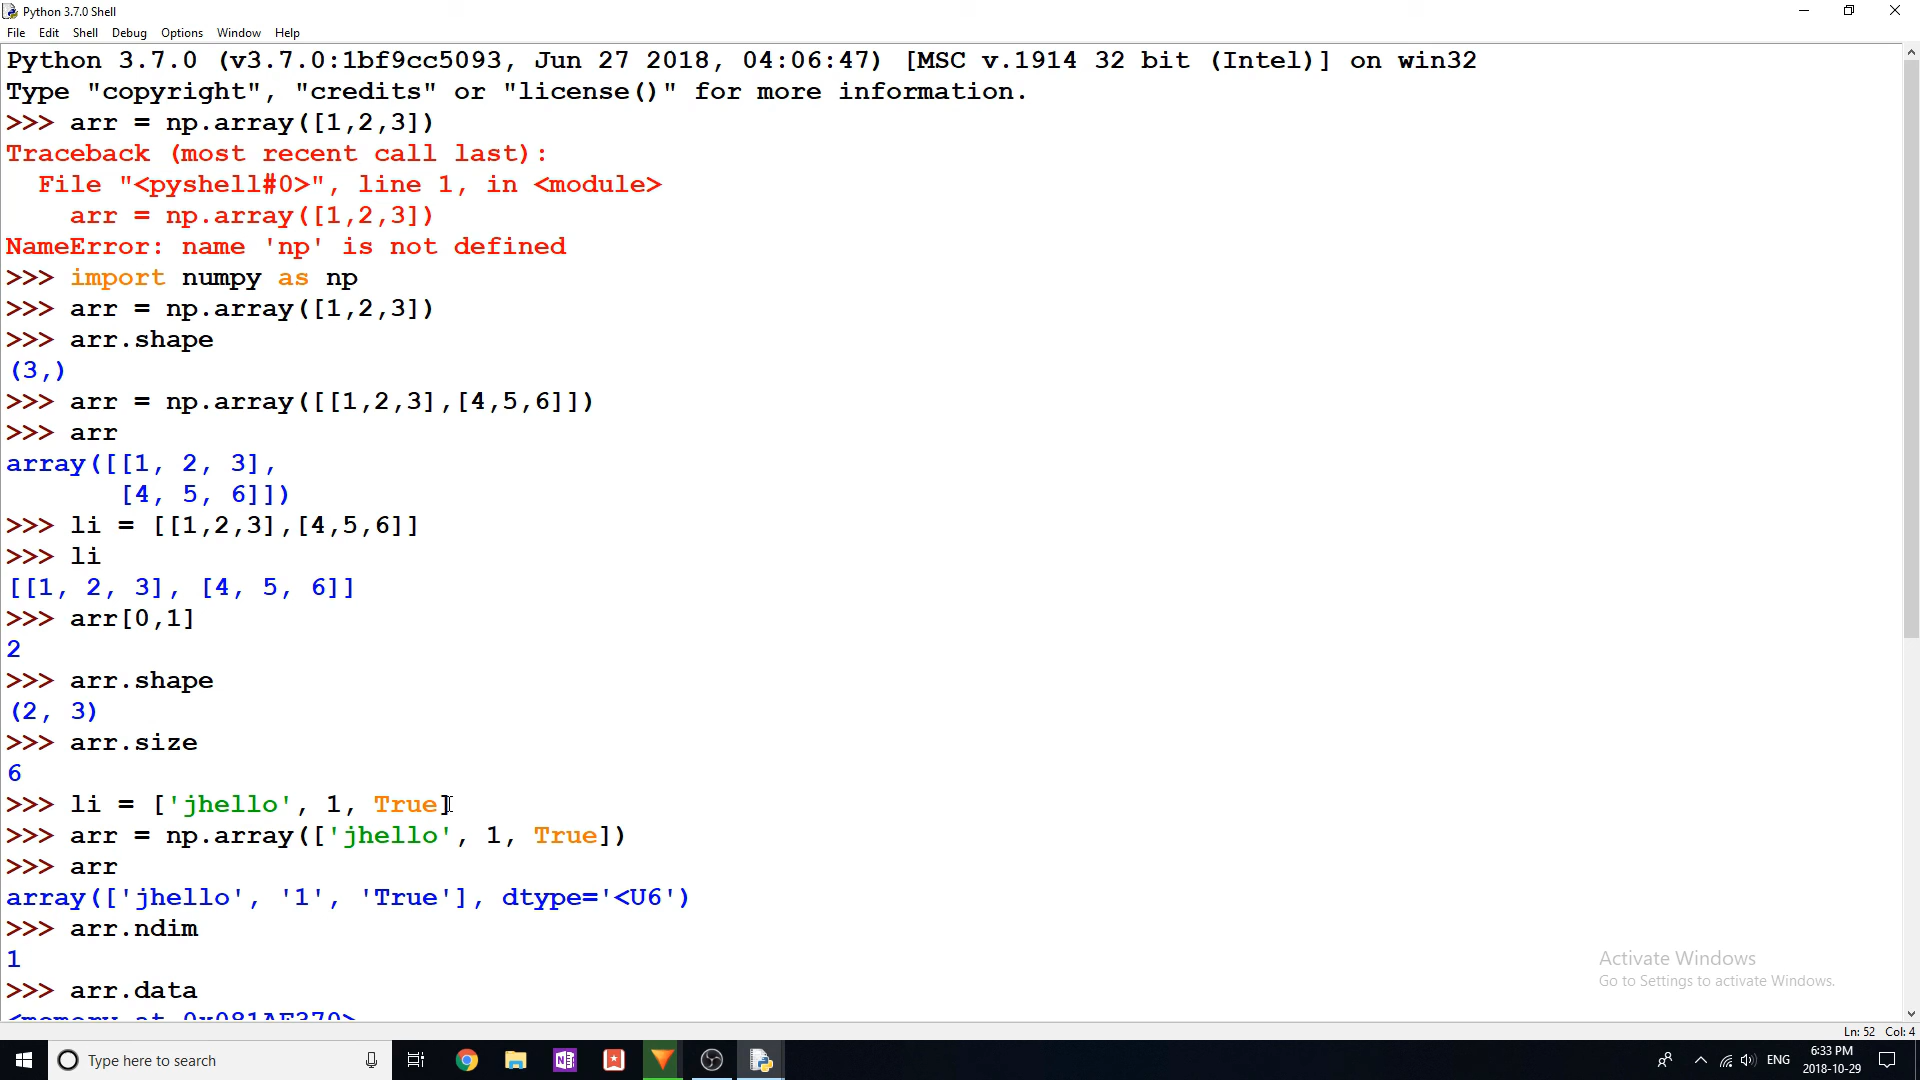 Python 3.7.0 Shell
File Edit Shell Debug Options Window Help
Python 3.7.0 (v3.7.0:1bf9cc5093, Jun 27 2018, 04:06:47) [MSC v.1914 32 bit (Intel)] on win32
Type "copyright", "credits" or "license()" for more information.
>>> arr = np.array([1,2,3])
Traceback (most recent call last):
  File "<pyshell#0>", line 1, in <module>
    arr = np.array([1,2,3])
NameError: name 'np' is not defined
>>> import numpy as np
>>> arr = np.array([1,2,3])
>>> arr.shape
(3,)
>>> arr = np.array([[1,2,3],[4,5,6]])
>>> arr
array([[1, 2, 3],
       [4, 5, 6]])
>>> li = [[1,2,3],[4,5,6]]
>>> li
[[1, 2, 3], [4, 5, 6]]
>>> arr[0,1]
2
>>> arr.shape
(2, 3)
>>> arr.size
6
>>> li = ['jhello', 1, True]
>>> arr = np.array(['jhello', 1, True])
>>> arr
array(['jhello', '1', 'True'], dtype='<U6')
>>> arr.ndim
1
>>> arr.data
<memory at 0x081AE370>
Activate Windows
Go to Settings to activate Windows.
Ln: 52 Col: 4
Type here to search
N
ENG
6:33 PM
2018-10-29